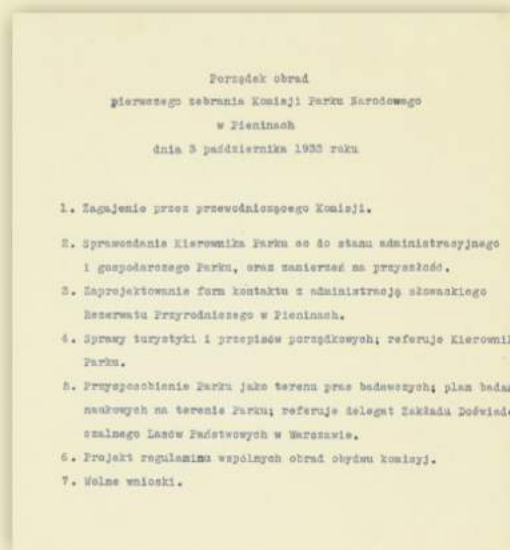 Porządek obrad
pierwszego zebrania Komisji Parku Narodowego
w Pieninach
dnia 3 października 1933 roku
1. Zagajenie przez przewodniczącego Komisji.
2. Sprawozdanie Kierownika Parku co do stanu administracyjnego
i gospodarczego Parku, oraz zamierzeń na przyszłość.
3. Zaprojektowanie form kontaktu z administracją słowackiego
Rezerwatu Przyrodniczego w Pieninach.
4. Sprawy turystyki i przepisów porządkowych; referuje Kierownik
Parku.
5. Przysposobienie Parku jako terenu prac badawczych; plan badań
naukowych na terenie Parku; referuje delegat Zakładu Doświad
czalnego Lasów Państwowych w Warszawie.
6. Projekt regulaminu wspólnych obrad obydwu komisyj.
7. Wolne wnioski.